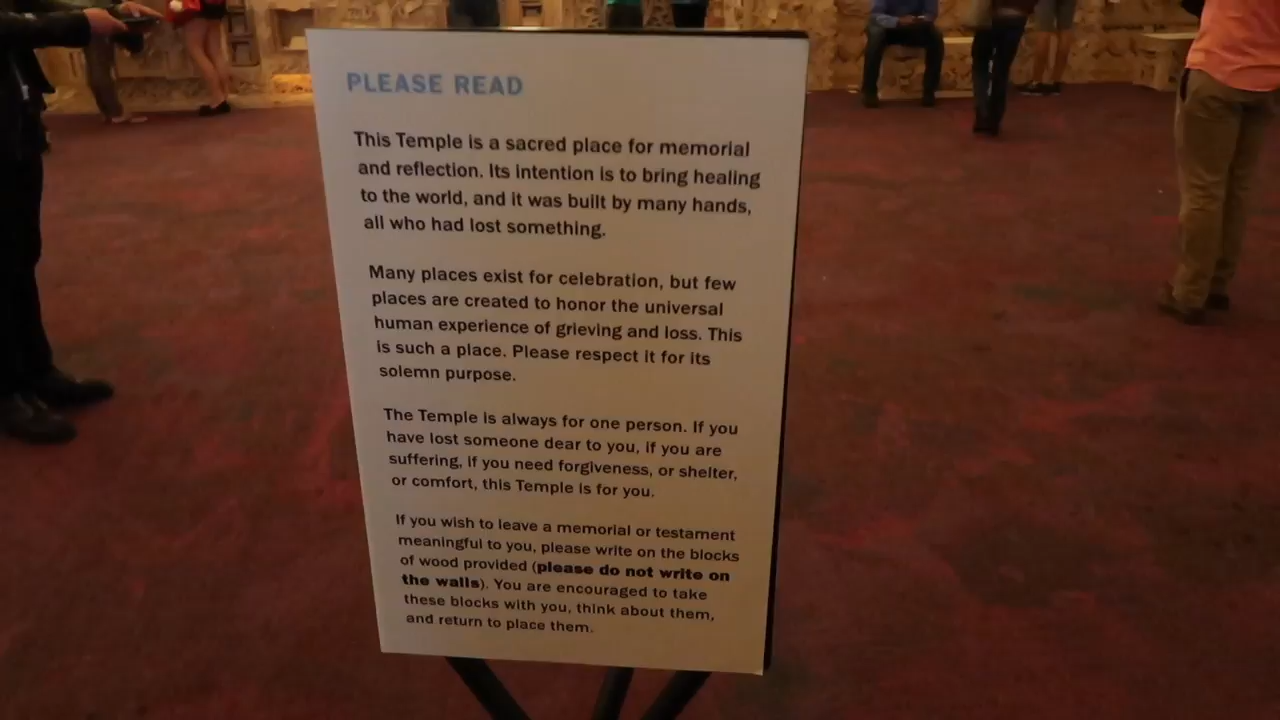 PLEASE READ
This Temple is a sacred place for memorial
and reflection. Its intention is to bring healing
to the world, and it was built by many hands,
all who had lost something.
Many places exist for celebration, but few
places are created to honor the universal
human experience of grieving and loss. This
is such a place. Please respect it for its
solemn purpose.
The Temple is always for one person. If you
have lost someone dear to you, if you are
suffering, if you need forgiveness, or shelter,
or comfort, this Temple is for you.
If you wish to leave a memorial or testament
meaningful to you, please write on the blocks
of wood provided (please do not write on
the walls). You are encouraged to take
these blocks with you, think about them,
and return to place them.